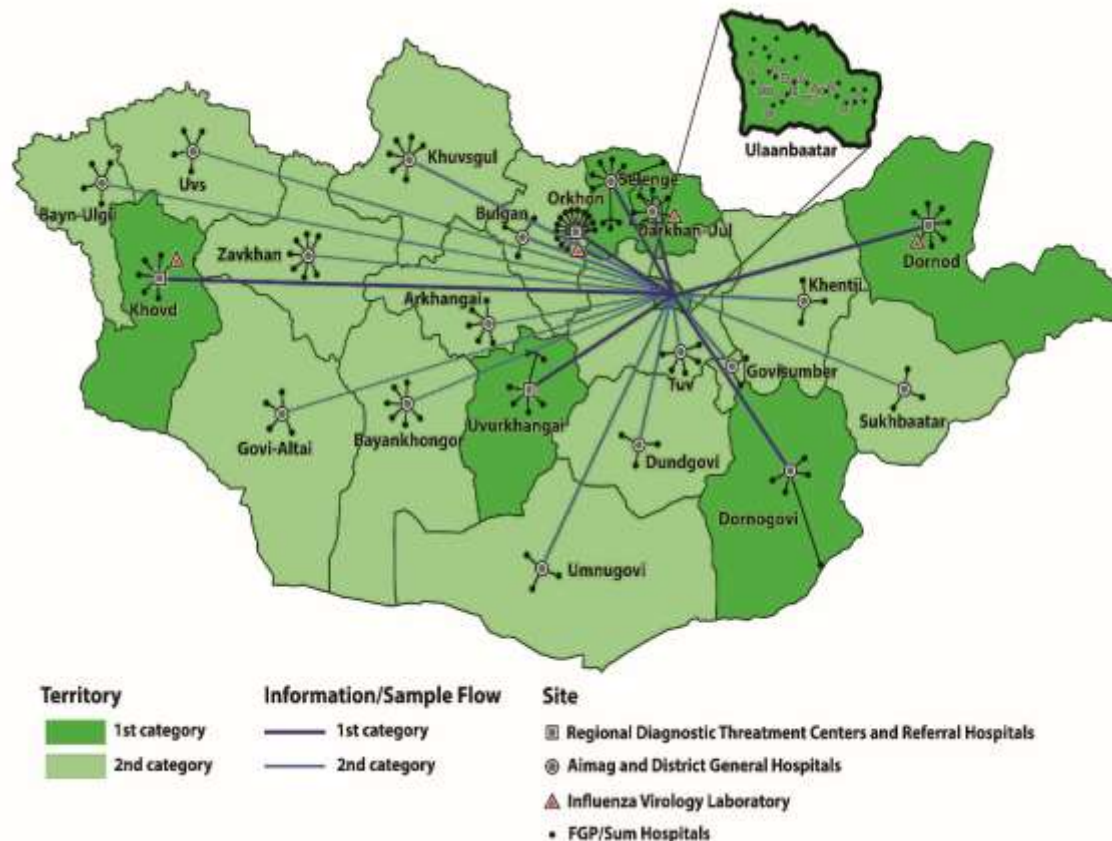 Ulaanbaatar
Khuvsgul
Uvs
Selenge
Orkhon
Bayn-Ulgii
Bulgan
Darkhan-Uul
Zavkhan
Dornod
Khentji
Khovd
Arkhangai
Tuv
Govisumber
Uvurkhangai
Sukhbaatar
Govi-Altai
Bayankhongor
Dundgovi
Dornogovi
Umnugovi
Territory
1st category
2nd category
Information/Sample Flow
1st category
2nd category
Site
Regional Diagnostic Threatment Centers and Referral Hospitals
Aimag and District General Hospitals
Influenza Virology Laboratory
FGP/Sum Hospitals